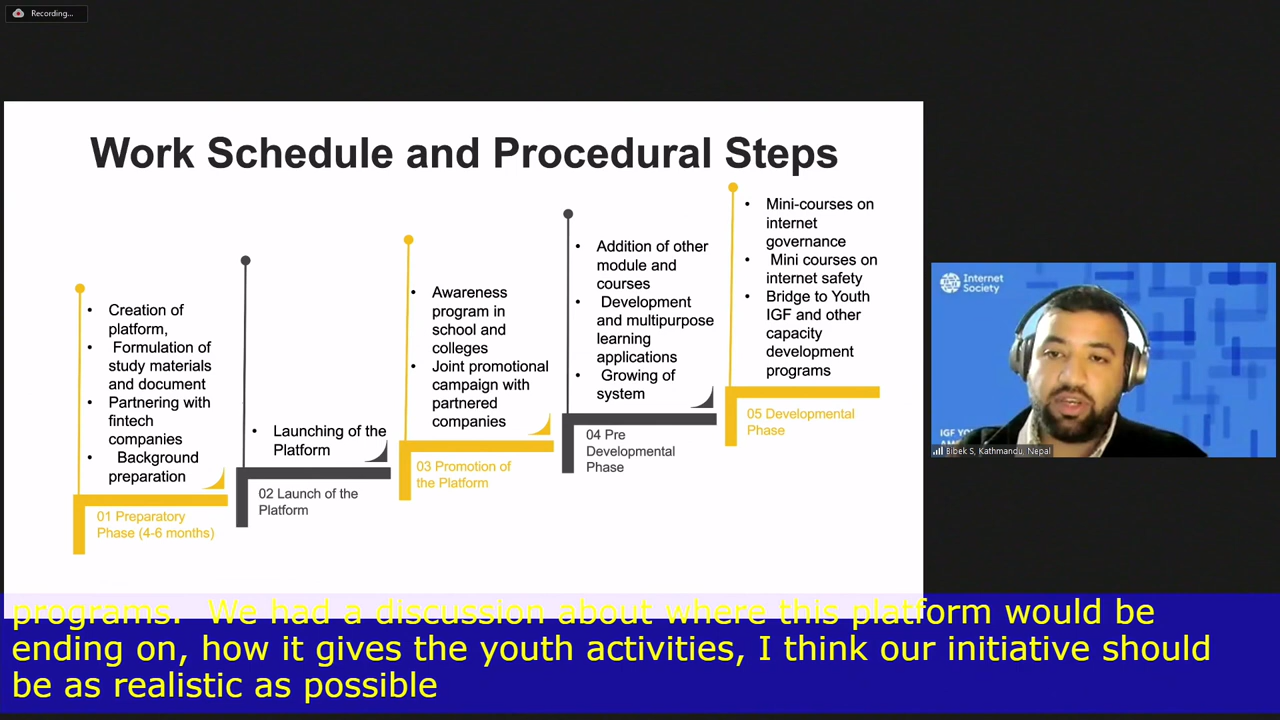 Recording...
Work Schedule and Procedural Steps
• Creation of
platform,
• Formulation of
study materials
and document
• Partnering with
fintech
companies
• Background
preparation
01 Preparatory
Phase (4-6 months)
• Launching of the
Platform
02 Launch of the
Platform
• Awareness
program in
school and
colleges
• Joint promotional
campaign with
partnered
companies
03 Promotion of
the Platform
• Addition of other
module and
courses
• Development
and multipurpose
learning
applications
• Growing of
system
04 Pre
Developmental
Phase
• Mini-courses on
internet
governance
• Mini courses on
internet safety
• Bridge to Youth
IGF and other
capacity
development
programs
05 Developmental
Phase
Internet
Society
Bibek S, Kathmandu, Nepal
programs. We had a discussion about where this platform would be
ending on, how it gives the youth activities, I think our initiative should
be as realistic as possible